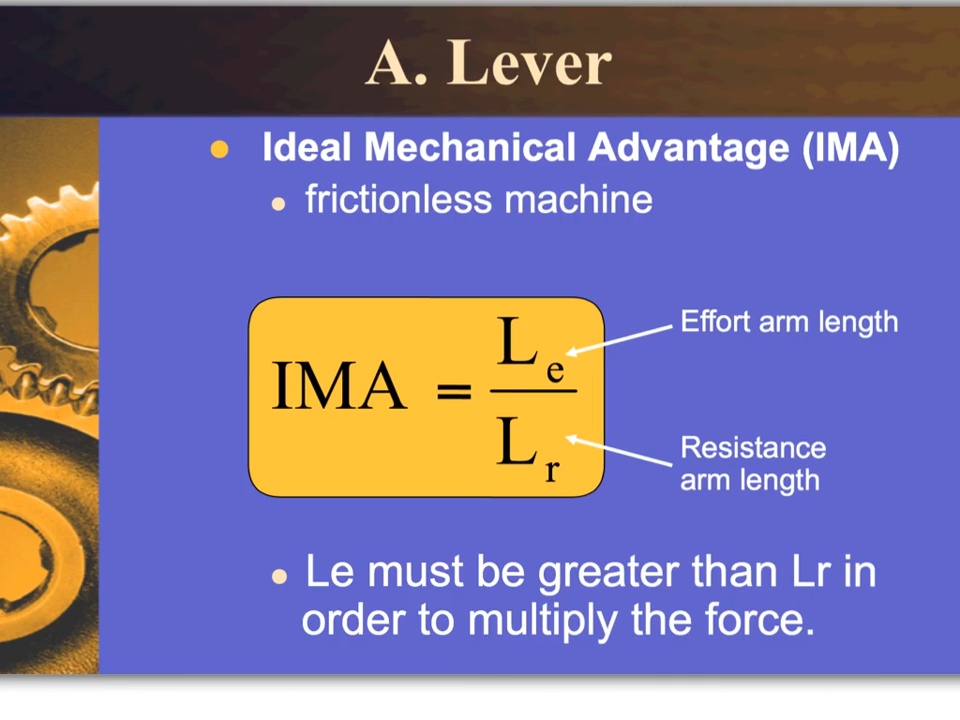 A. Lever
Ideal Mechanical Advantage (IMA)
frictionless machine
IMA = Le/Lr
Effort arm length
Resistance
arm length
Le must be greater than Lr in
order to multiply the force.